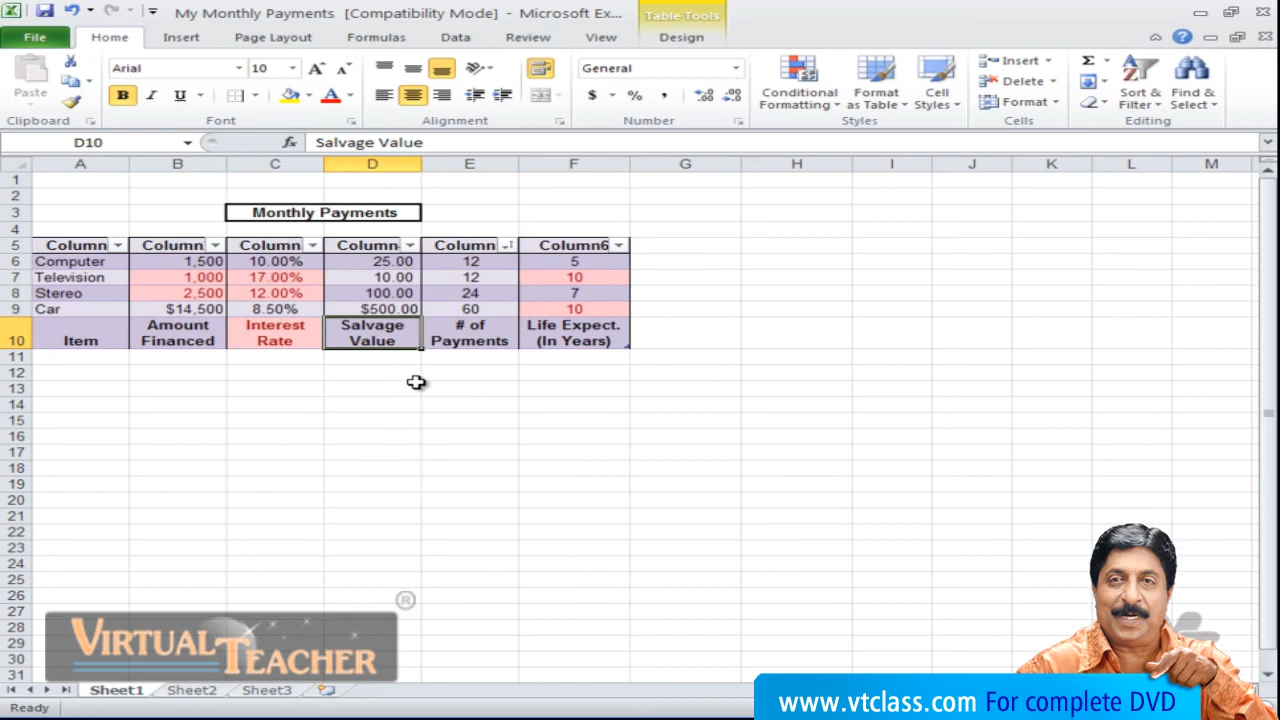 My Monthly Payments [Compatibility Mode] - Microsoft Ex...
Table Tools
File Home Insert Page Layout Formulas Data Review View Design
Paste
Arial 10
B I U
General
$ % ,
Conditional Formatting
Format as Table
Cell Styles
Insert
Delete
Format
Σ
Sort & Filter
Find & Select
Clipboard Font Alignment Number Styles Cells Editing
D10 fx Salvage Value
A B C D E F G H I J K L M
1
2
3 Monthly Payments
4
5 Column Column Column Column Column Column6
6 Computer 1,500 10.00% 25.00 12 5
7 Television 1,000 17.00% 10.00 12 10
8 Stereo 2,500 12.00% 100.00 24 7
9 Car $14,500 8.50% $500.00 60 10
10 Item Amount Financed Interest Rate Salvage Value # of Payments Life Expect. (In Years)
11
12
13
14
15
16
17
18
19
20
21
22
23
24
25
26
27
28
29
30
31
®
VIRTUAL TEACHER
Sheet1 Sheet2 Sheet3
Ready
www.vtclass.com For complete DVD